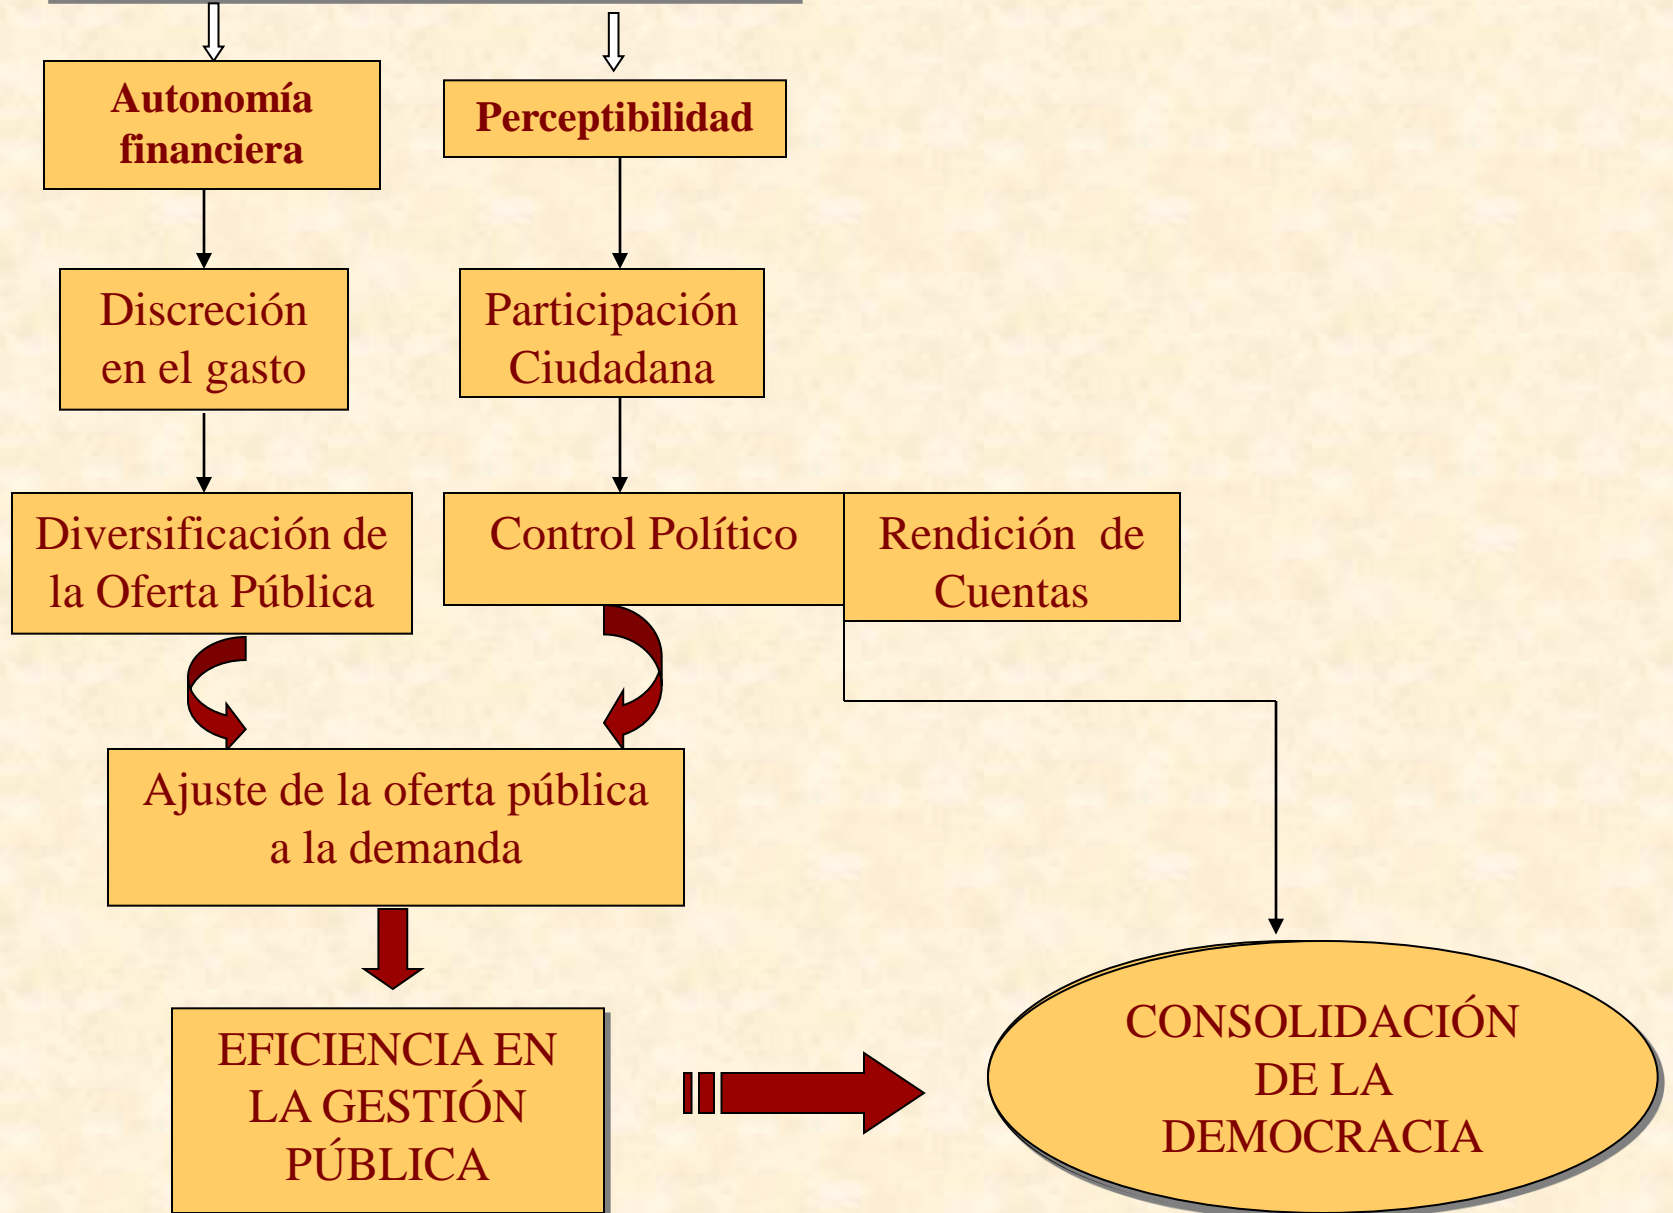 Autonomía
financiera
Perceptibilidad
Discreción
en el gasto
Participación
Ciudadana
Diversificación de
la Oferta Pública
Control Político
Rendición de
Cuentas
Ajuste de la oferta pública
a la demanda
EFICIENCIA EN
LA GESTIÓN
PÚBLICA
CONSOLIDACIÓN
DE LA
DEMOCRACIA